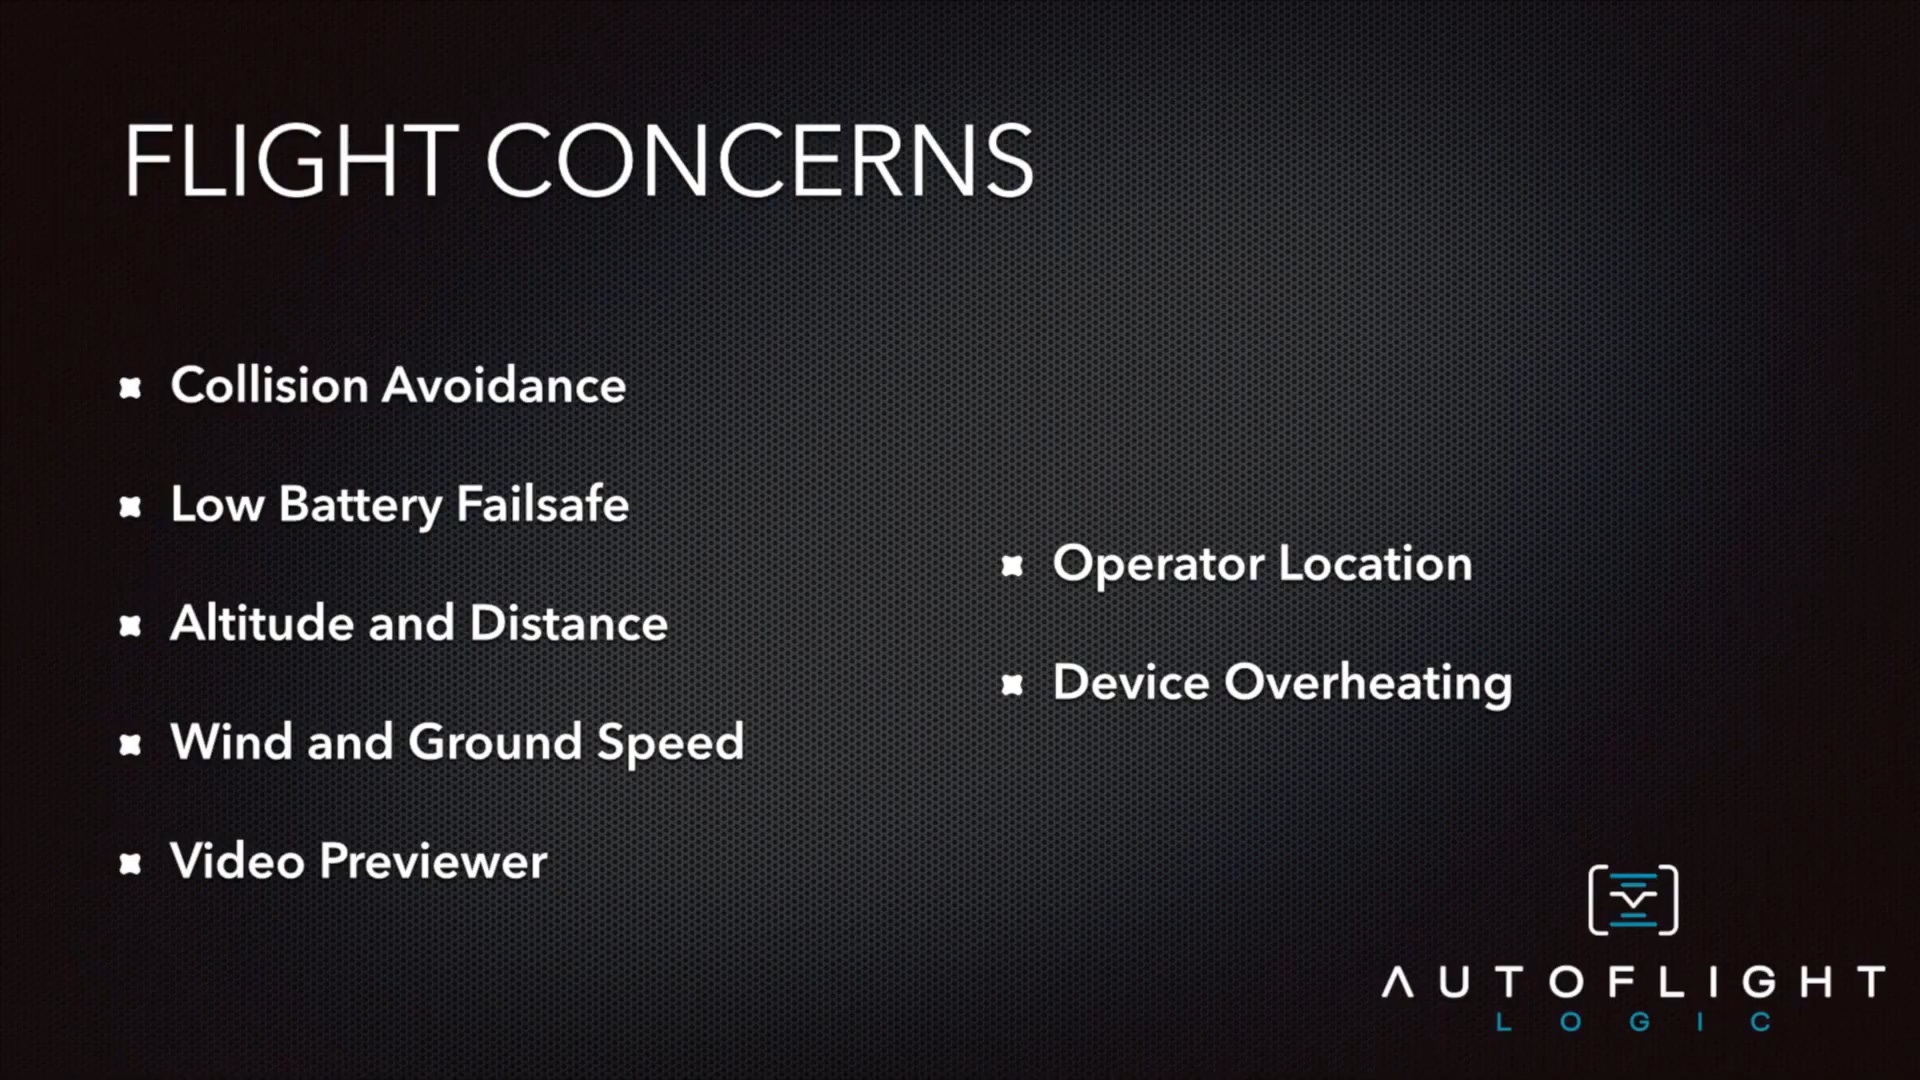 FLIGHT CONCERNS
Collision Avoidance
Low Battery Failsafe
Altitude and Distance
Wind and Ground Speed
Video Previewer
Operator Location
Device Overheating
AUTOFLIGHT
LOGIC